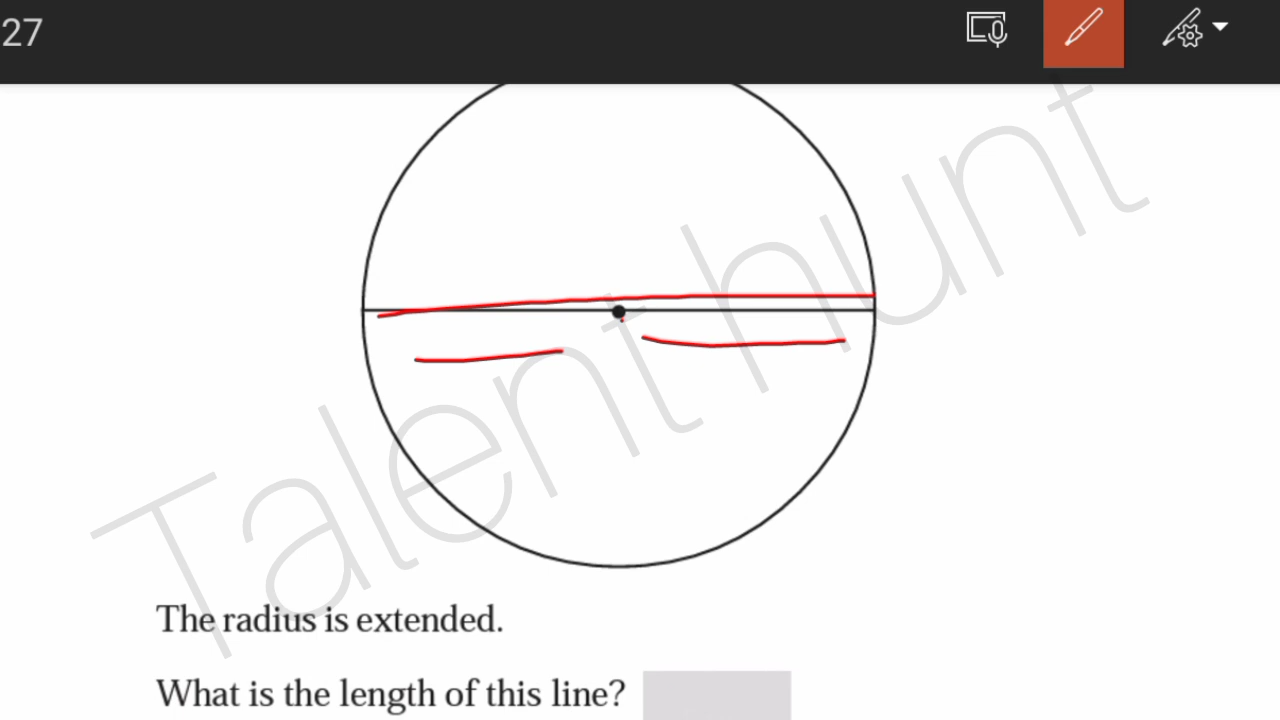 27
Talent hunt
The radius is extended.
What is the length of this line?